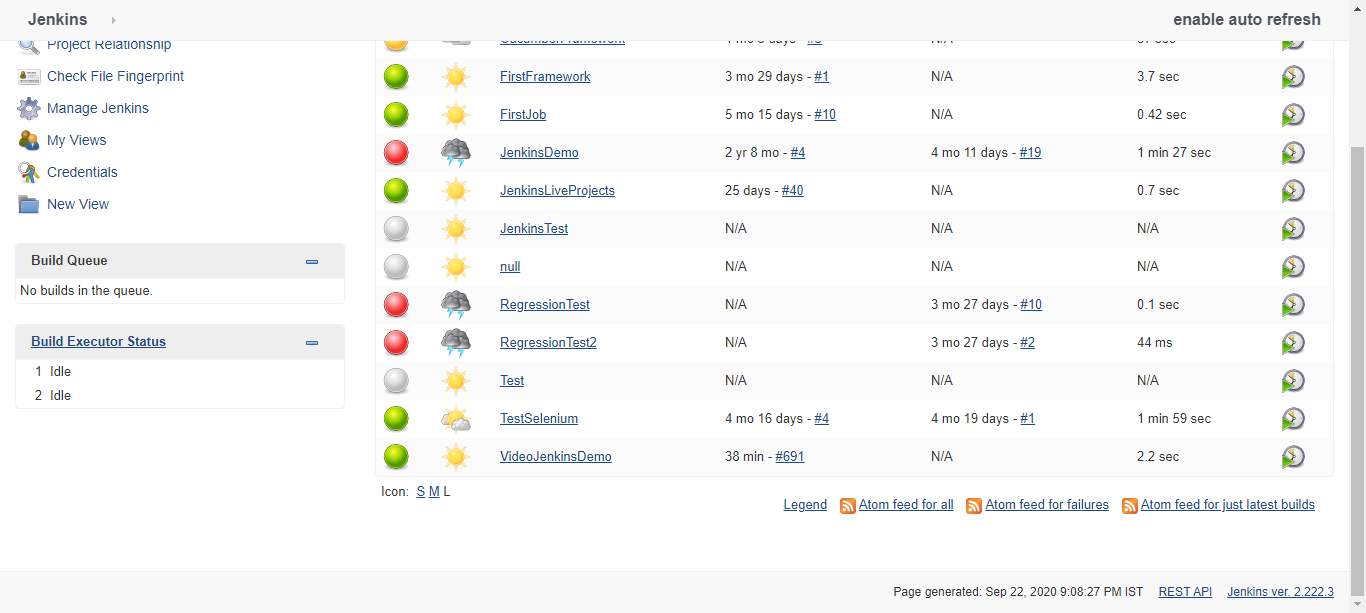 Jenkins
enable auto refresh
Project Relationship
Check File Fingerprint
Manage Jenkins
My Views
Credentials
New View
Build Queue
No builds in the queue.
Build Executor Status
1 Idle
2 Idle
FirstFramework 3 mo 29 days - #1 N/A 3.7 sec
FirstJob 5 mo 15 days - #10 N/A 0.42 sec
JenkinsDemo 2 yr 8 mo - #4 4 mo 11 days - #19 1 min 27 sec
JenkinsLiveProjects 25 days - #40 N/A 0.7 sec
JenkinsTest N/A N/A N/A
null N/A N/A N/A
RegressionTest N/A 3 mo 27 days - #10 0.1 sec
RegressionTest2 N/A 3 mo 27 days - #2 44 ms
Test N/A N/A N/A
TestSelenium 4 mo 16 days - #4 4 mo 19 days - #1 1 min 59 sec
VideoJenkinsDemo 38 min - #691 N/A 2.2 sec
Icon: S M L
Legend Atom feed for all Atom feed for failures Atom feed for just latest builds
Page generated: Sep 22, 2020 9:08:27 PM IST REST API Jenkins ver. 2.222.3